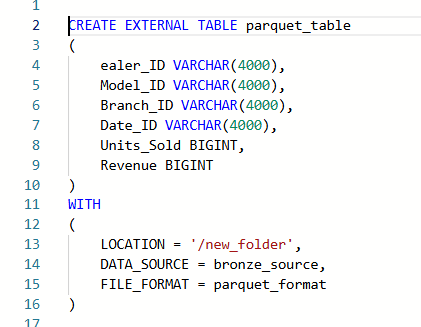 1
2 CREATE EXTERNAL TABLE parquet_table
3 (
4     ealer_ID VARCHAR(4000),
5     Model_ID VARCHAR(4000),
6     Branch_ID VARCHAR(4000),
7     Date_ID VARCHAR(4000),
8     Units_Sold BIGINT,
9     Revenue BIGINT
10 )
11 WITH
12 (
13     LOCATION = '/new_folder',
14     DATA_SOURCE = bronze_source,
15     FILE_FORMAT = parquet_format
16 )
17